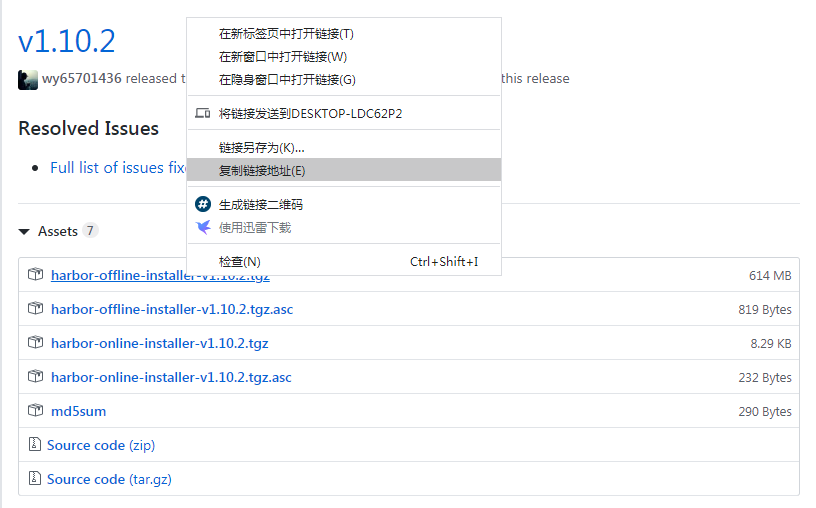 v1.10.2
wy65701436 released t
this release
Resolved Issues
Full list of issues fix
在新标签页中打开链接(T)
在新窗口中打开链接(W)
在隐身窗口中打开链接(G)
将链接发送到DESKTOP-LDC62P2
链接另存为(K)...
复制链接地址(E)
生成链接二维码
使用迅雷下载
检查(N) Ctrl+Shift+I
Assets 7
harbor-offline-installer-v1.10.2.tgz 614 MB
harbor-offline-installer-v1.10.2.tgz.asc 819 Bytes
harbor-online-installer-v1.10.2.tgz 8.29 KB
harbor-online-installer-v1.10.2.tgz.asc 232 Bytes
md5sum 290 Bytes
Source code (zip)
Source code (tar.gz)